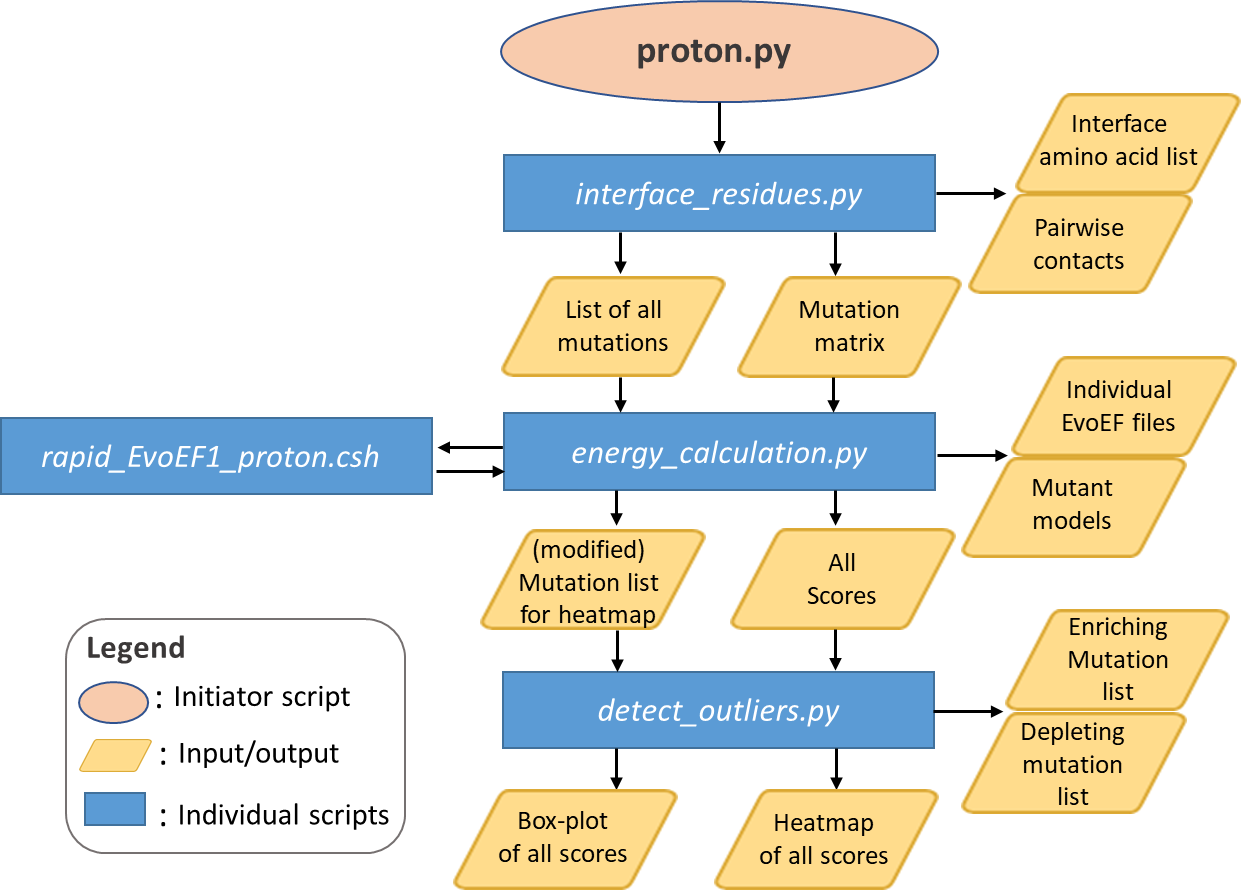 proton.py
interface_residues.py
Interface
amino acid list
Pairwise
contacts
List of all
mutations
Mutation
matrix
rapid_EvoEF1_proton.csh
energy_calculation.py
Individual
EvoEF files
Mutant
models
(modified)
Mutation list
for heatmap
All
Scores
detect_outliers.py
Enriching
Mutation
list
Depleting
mutation
list
Box-plot
of all scores
Heatmap
of all scores
Legend
: Initiator script
: Input/output
: Individual scripts